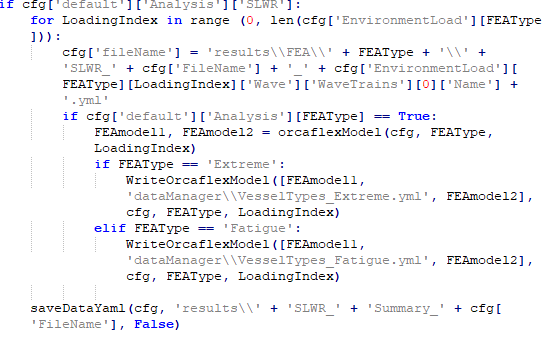 if cfg['default']['Analysis']['SLWR']:
for LoadingIndex in range (0, len(cfg['EnvironmentLoad'][FEAType
])):
cfg['fileName'] = 'results\\FEA\\' + FEAType + '\\' +
'SLWR_' + cfg['FileName'] + '_' + cfg['EnvironmentLoad'][
FEAType][LoadingIndex]['Wave']['WaveTrains'][0]['Name'] +
'.yml'
if cfg['default']['Analysis'][FEAType] == True:
FEAmodel1, FEAmodel2 = orcaflexModel(cfg, FEAType,
LoadingIndex)
if FEAType == 'Extreme':
WriteOrcaflexModel([FEAmodel1,
'dataManager\\VesselTypes_Extreme.yml', FEAmodel2],
cfg, FEAType, LoadingIndex)
elif FEAType == 'Fatigue':
WriteOrcaflexModel([FEAmodel1,
'dataManager\\VesselTypes_Fatigue.yml', FEAmodel2],
cfg, FEAType, LoadingIndex)
saveDataYaml(cfg, 'results\\' + 'SLWR_' + 'Summary_' + cfg[
'FileName'], False)